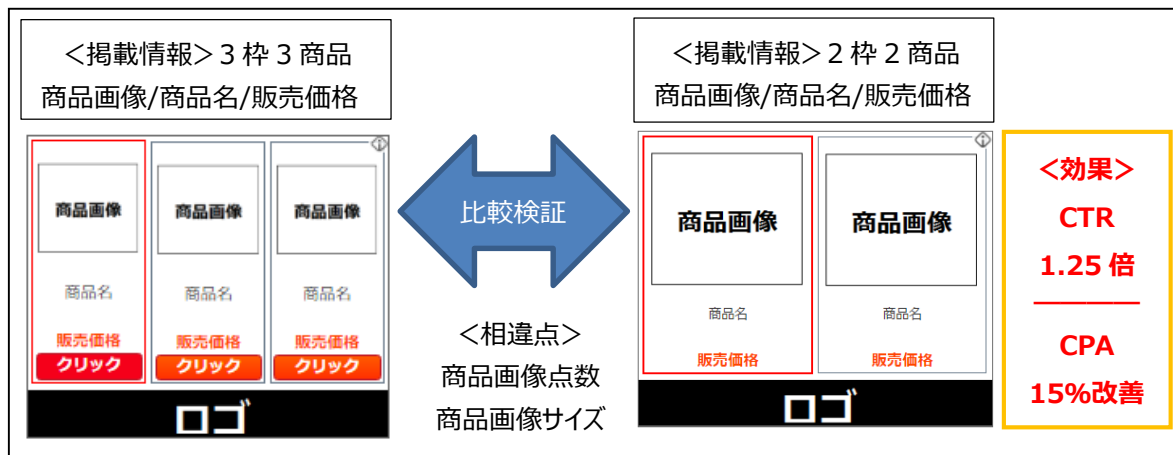 ＜掲載情報＞3 枠 3 商品
商品画像/商品名/販売価格
商品画像
商品画像
商品画像
商品名
商品名
商品名
販売価格
販売価格
販売価格
クリック
クリック
クリック
ロゴ
比較検証
＜相違点＞
商品画像点数
商品画像サイズ
＜掲載情報＞2 枠 2 商品
商品画像/商品名/販売価格
商品画像
商品画像
商品名
商品名
販売価格
販売価格
ロゴ
＜効果＞
CTR
1.25 倍
CPA
15%改善